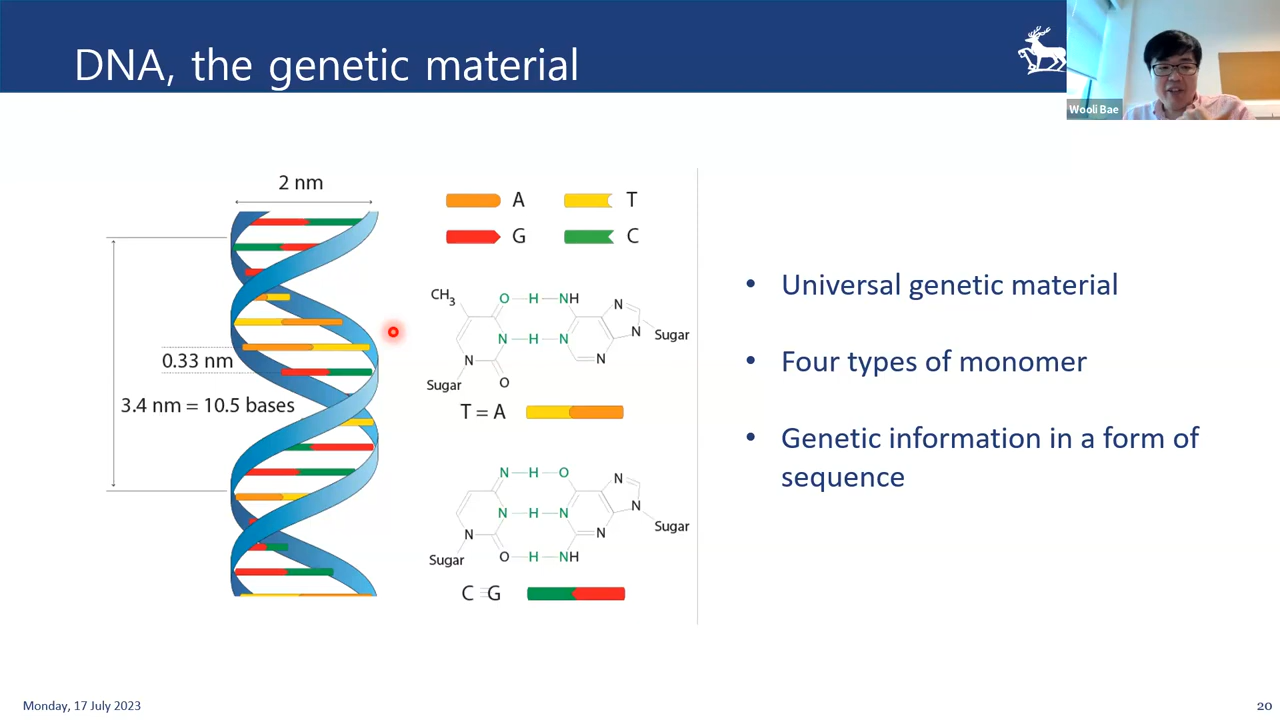 DNA, the genetic material
Wooli Bae
2 nm
A
T
G
C
0.33 nm
3.4 nm = 10.5 bases
CH3
O H NH
N
N
Sugar
N H N
N
N
Sugar
O
T = A
N H O
N
N
Sugar
N H N
N
N
Sugar
O H NH
C ≡ G
• Universal genetic material
• Four types of monomer
• Genetic information in a form of
sequence
Monday, 17 July 2023
20